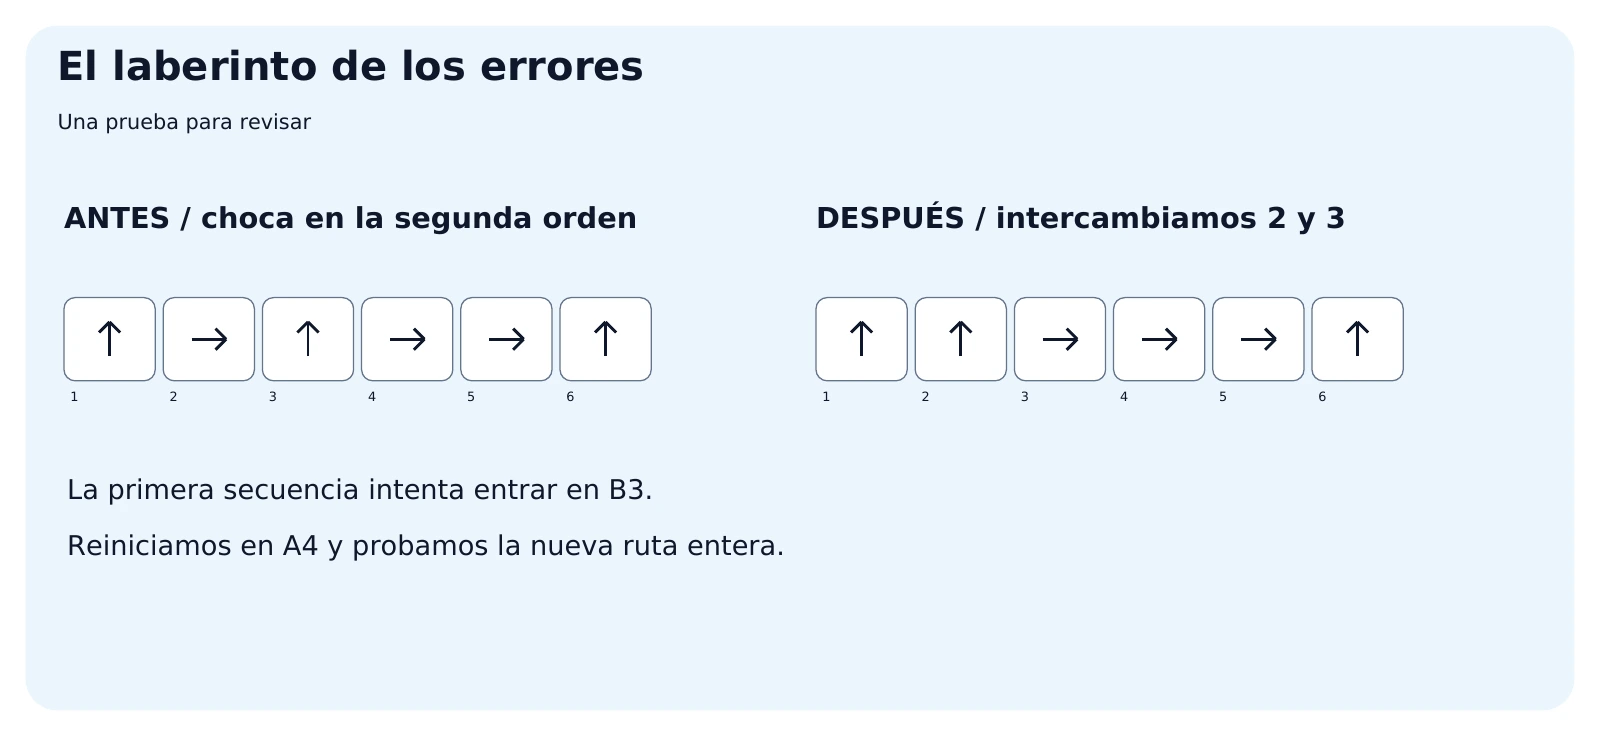 El laberinto de los errores
Una prueba para revisar
ANTES / choca en la segunda orden
↑ → ↑ → → ↑
1 2 3 4 5 6
DESPUÉS / intercambiamos 2 y 3
↑ ↑ → → → ↑
1 2 3 4 5 6
La primera secuencia intenta entrar en B3.
Reiniciamos en A4 y probamos la nueva ruta entera.